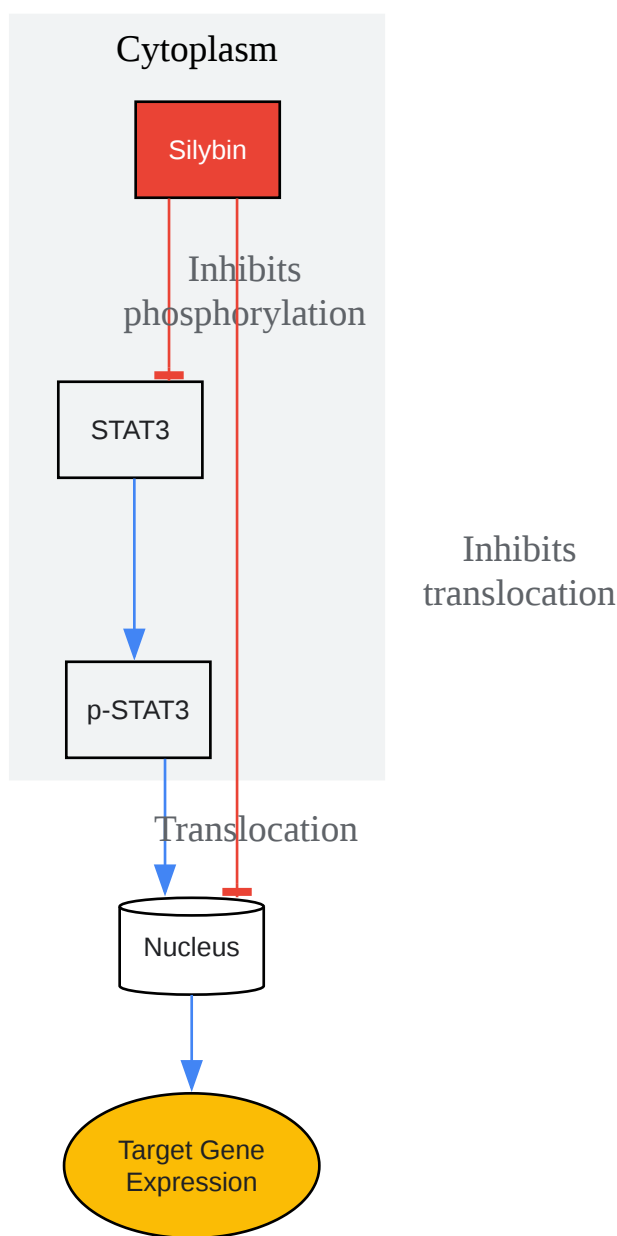 Cytoplasm
Silybin
Inhibits
phosphorylation
STAT3
Inhibits
translocation
p-STAT3
Translocation
Nucleus
Target Gene
Expression